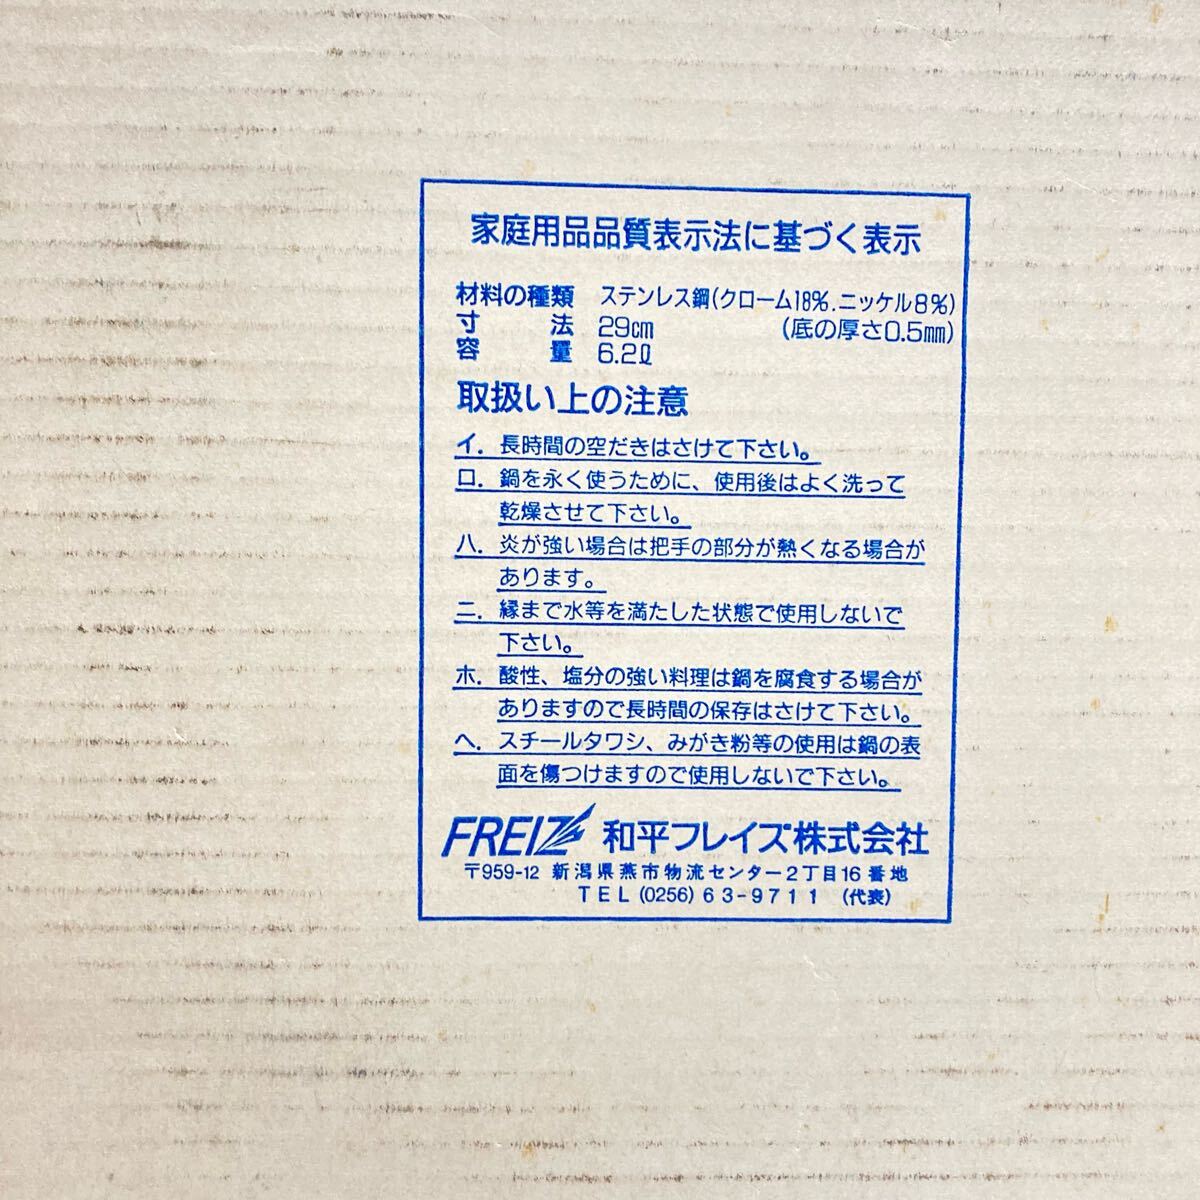 家庭用品品質表示法に基づく表示
材料の種類 ステンレス鋼(クローム18%.ニッケル8%)
寸法 29cm (底の厚さ0.5mm)
容量 6.2ℓ
取扱い上の注意
イ. 長時間の空だきはさけて下さい。
ロ. 鍋を永く使うために、使用後はよく洗って
乾燥させて下さい。
ハ. 炎が強い場合は把手の部分が熱くなる場合が
あります。
ニ. 縁まで水等を満たした状態で使用しないで
下さい。
ホ. 酸性、塩分の強い料理は鍋を腐食する場合が
ありますので長時間の保存はさけて下さい。
ヘ. スチールタワシ、みがき粉等の使用は鍋の表
面を傷つけますので使用しないで下さい。
FREIZ 和平フレイズ株式会社
〒959-12 新潟県燕市物流センター2丁目16番地
TEL (0256) 63-9711 (代表)